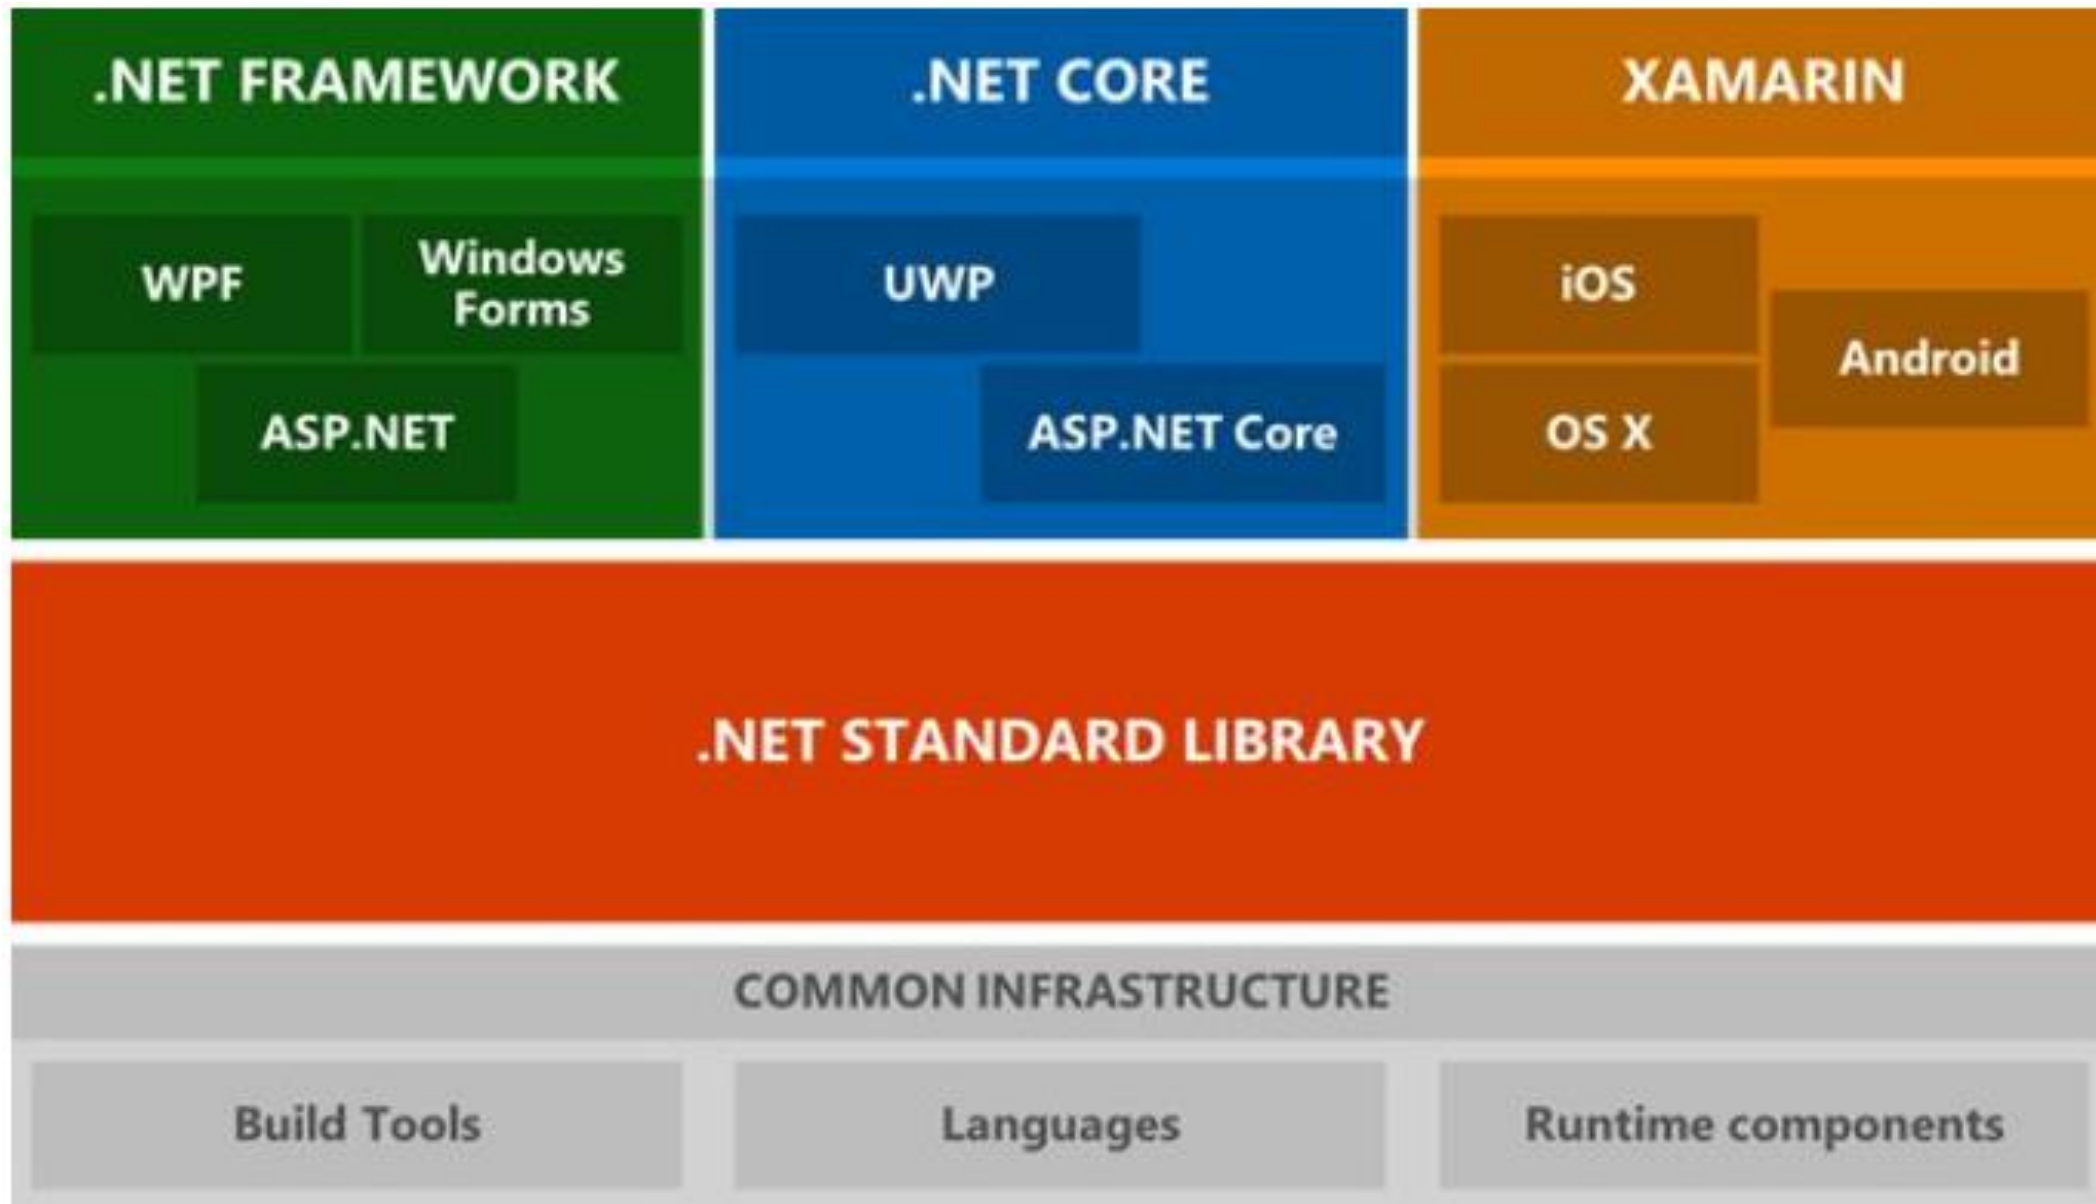 .NET FRAMEWORK
WPF
Windows
Forms
ASP.NET
.NET CORE
UWP
ASP.NET Core
XAMARIN
iOS
Android
OS X
.NET STANDARD LIBRARY
COMMON INFRASTRUCTURE
Build Tools
Languages
Runtime components